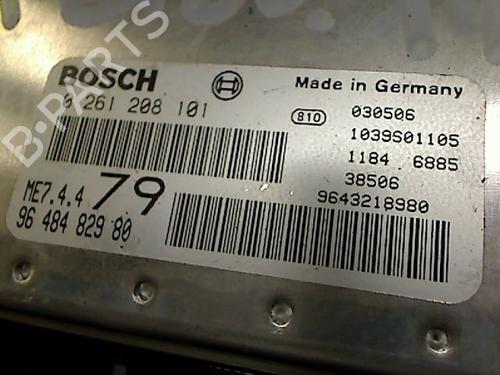 BOSCH
Made in Germany
0 261 208 101
810
030506
1039S01105
1184 6885
38506
9643218980
ME7.4.4
79
96 484 829 80
B-PARTS